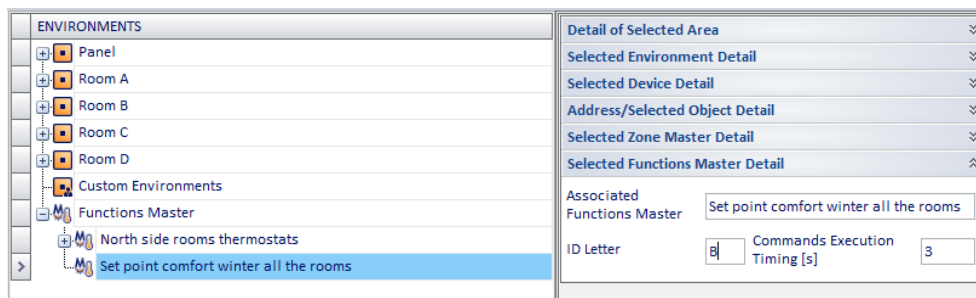 ENVIRONMENTS
Panel
Room A
Room B
Room C
Room D
Custom Environments
Functions Master
North side rooms thermostats
Set point comfort winter all the rooms
Detail of Selected Area
Selected Environment Detail
Selected Device Detail
Address/Selected Object Detail
Selected Zone Master Detail
Selected Functions Master Detail
Associated
Functions Master
Set point comfort winter all the rooms
ID Letter
B
Commands Execution
Timing [s]
3